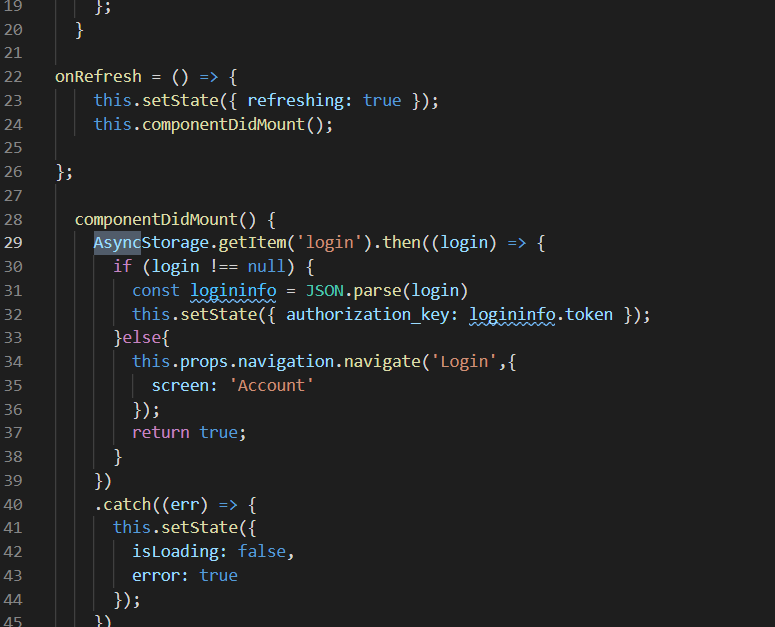 19 };
20 }
21
22 onRefresh = () => {
23 this.setState({ refreshing: true });
24 this.componentDidMount();
25
26 };
27
28 componentDidMount() {
29 AsyncStorage.getItem('login').then((login) => {
30 if (login !== null) {
31 const logininfo = JSON.parse(login)
32 this.setState({ authorization_key: logininfo.token });
33 }else{
34 this.props.navigation.navigate('Login',{
35 screen: 'Account'
36 });
37 return true;
38 }
39 })
40 .catch((err) => {
41 this.setState({
42 isLoading: false,
43 error: true
44 });
45 })